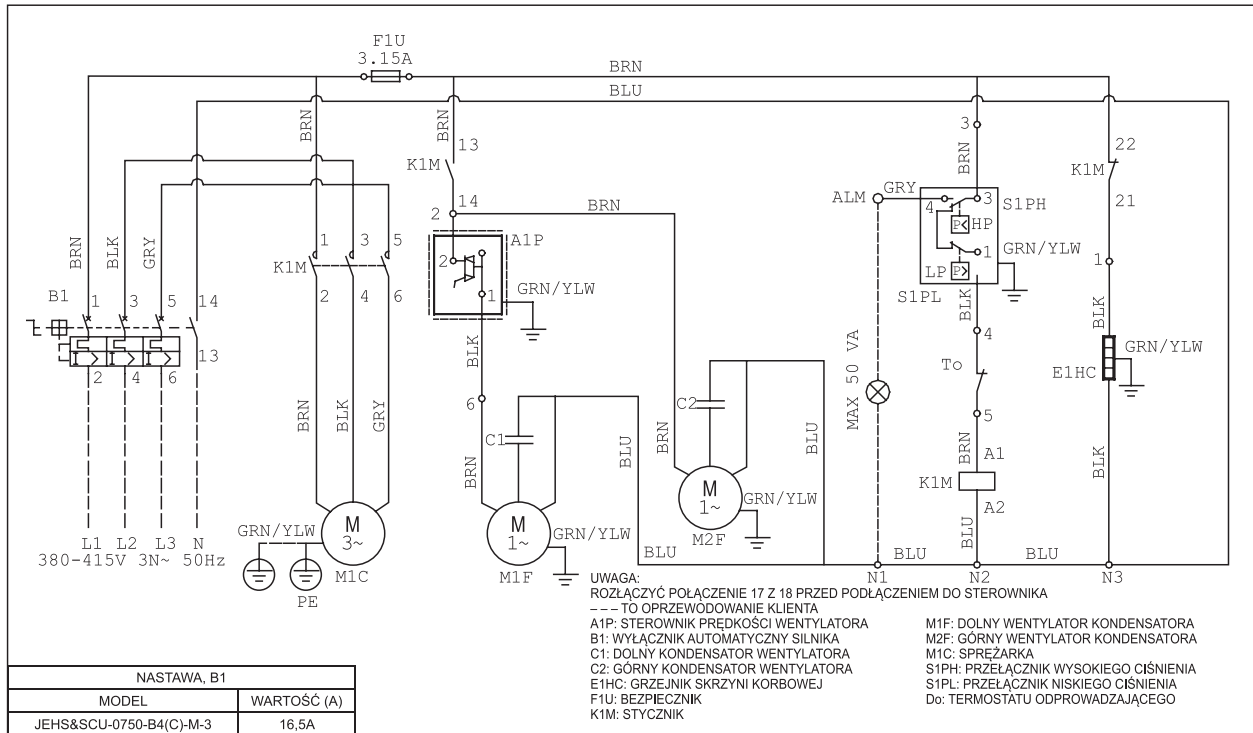 F1U
3.15A
BRN
BLU
BRN
BRN
13
K1M
14
2
BRN
A1P
2
1
GRN/YLW
BLK
6
BRN
3
BRN
ALM
GRY
4
3
S1PH
HP
P<
1
GRN/YLW
LP
P>
S1PL
BLK
4
To
5
BRN
A1
K1M
A2
BLU
22
K1M
21
1
BLK
GRN/YLW
E1HC
BLK
BRN
BLK
GRY
B1
1
3
5
14
13
2
4
6
I>
I>
I>
1
3
5
K1M
2
4
6
BRN
BLK
GRY
L1
L2
L3
N
380-415V 3N~ 50Hz
GRN/YLW
PE
M
3~
M1C
C1
BLU
M
1~
GRN/YLW
M1F
BRN
C2
BLU
M
1~
GRN/YLW
M2F
BLU
MAX 50 VA
BLU
BLU
N1
N2
N3
UWAGA:
ROZŁĄCZYĆ POŁĄCZENIE 17 Z 18 PRZED PODŁĄCZENIEM DO STEROWNIKA
– – – TO OPRZEWODOWANIE KLIENTA
A1P: STEROWNIK PRĘDKOŚCI WENTYLATORA
B1: WYŁĄCZNIK AUTOMATYCZNY SILNIKA
C1: DOLNY KONDENSATOR WENTYLATORA
C2: GÓRNY KONDENSATOR WENTYLATORA
E1HC: GRZEJNIK SKRZYNI KORBOWEJ
F1U: BEZPIECZNIK
K1M: STYCZNIK
M1F: DOLNY WENTYLATOR KONDENSATORA
M2F: GÓRNY WENTYLATOR KONDENSATORA
M1C: SPRĘŻARKA
S1PH: PRZEŁĄCZNIK WYSOKIEGO CIŚNIENIA
S1PL: PRZEŁĄCZNIK NISKIEGO CIŚNIENIA
Do: TERMOSTATU ODPROWADZAJĄCEGO
NASTAWA, B1
MODEL
WARTOŚĆ (A)
JEHS&SCU-0750-B4(C)-M-3
16,5A